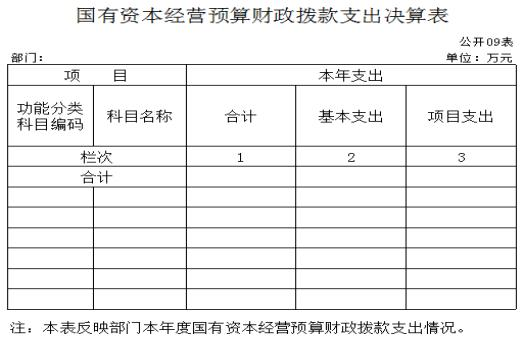 国有资本经营预算财政拨款支出决算表
公开09表
部门： 单位：万元
项 目 本年支出
功能分类科目编码 科目名称 合计 基本支出 项目支出
栏次 1 2 3
合计
注：本表反映部门本年度国有资本经营预算财政拨款支出情况。